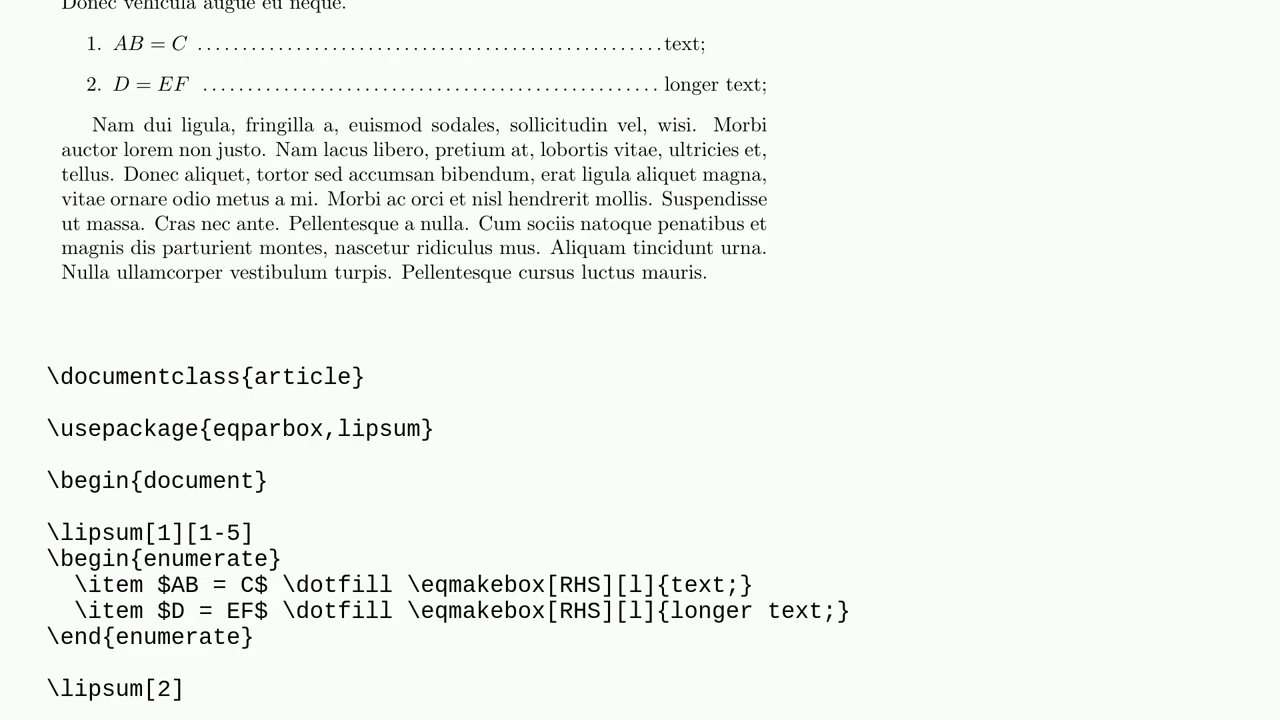 Donec vehicula augue eu neque.
1. AB = C ..................................................... text;
2. D = EF .................................................... longer text;
Nam dui ligula, fringilla a, euismod sodales, sollicitudin vel, wisi. Morbi
auctor lorem non justo. Nam lacus libero, pretium at, lobortis vitae, ultricies et,
tellus. Donec aliquet, tortor sed accumsan bibendum, erat ligula aliquet magna,
vitae ornare odio metus a mi. Morbi ac orci et nisl hendrerit mollis. Suspendisse
ut massa. Cras nec ante. Pellentesque a nulla. Cum sociis natoque penatibus et
magnis dis parturient montes, nascetur ridiculus mus. Aliquam tincidunt urna.
Nulla ullamcorper vestibulum turpis. Pellentesque cursus luctus mauris.
\documentclass{article}
\usepackage{eqparbox,lipsum}
\begin{document}
\lipsum[1][1-5]
\begin{enumerate}
  \item $AB = C$ \dotfill \eqmakebox[RHS][l]{text;}
  \item $D = EF$ \dotfill \eqmakebox[RHS][l]{longer text;}
\end{enumerate}
\lipsum[2]